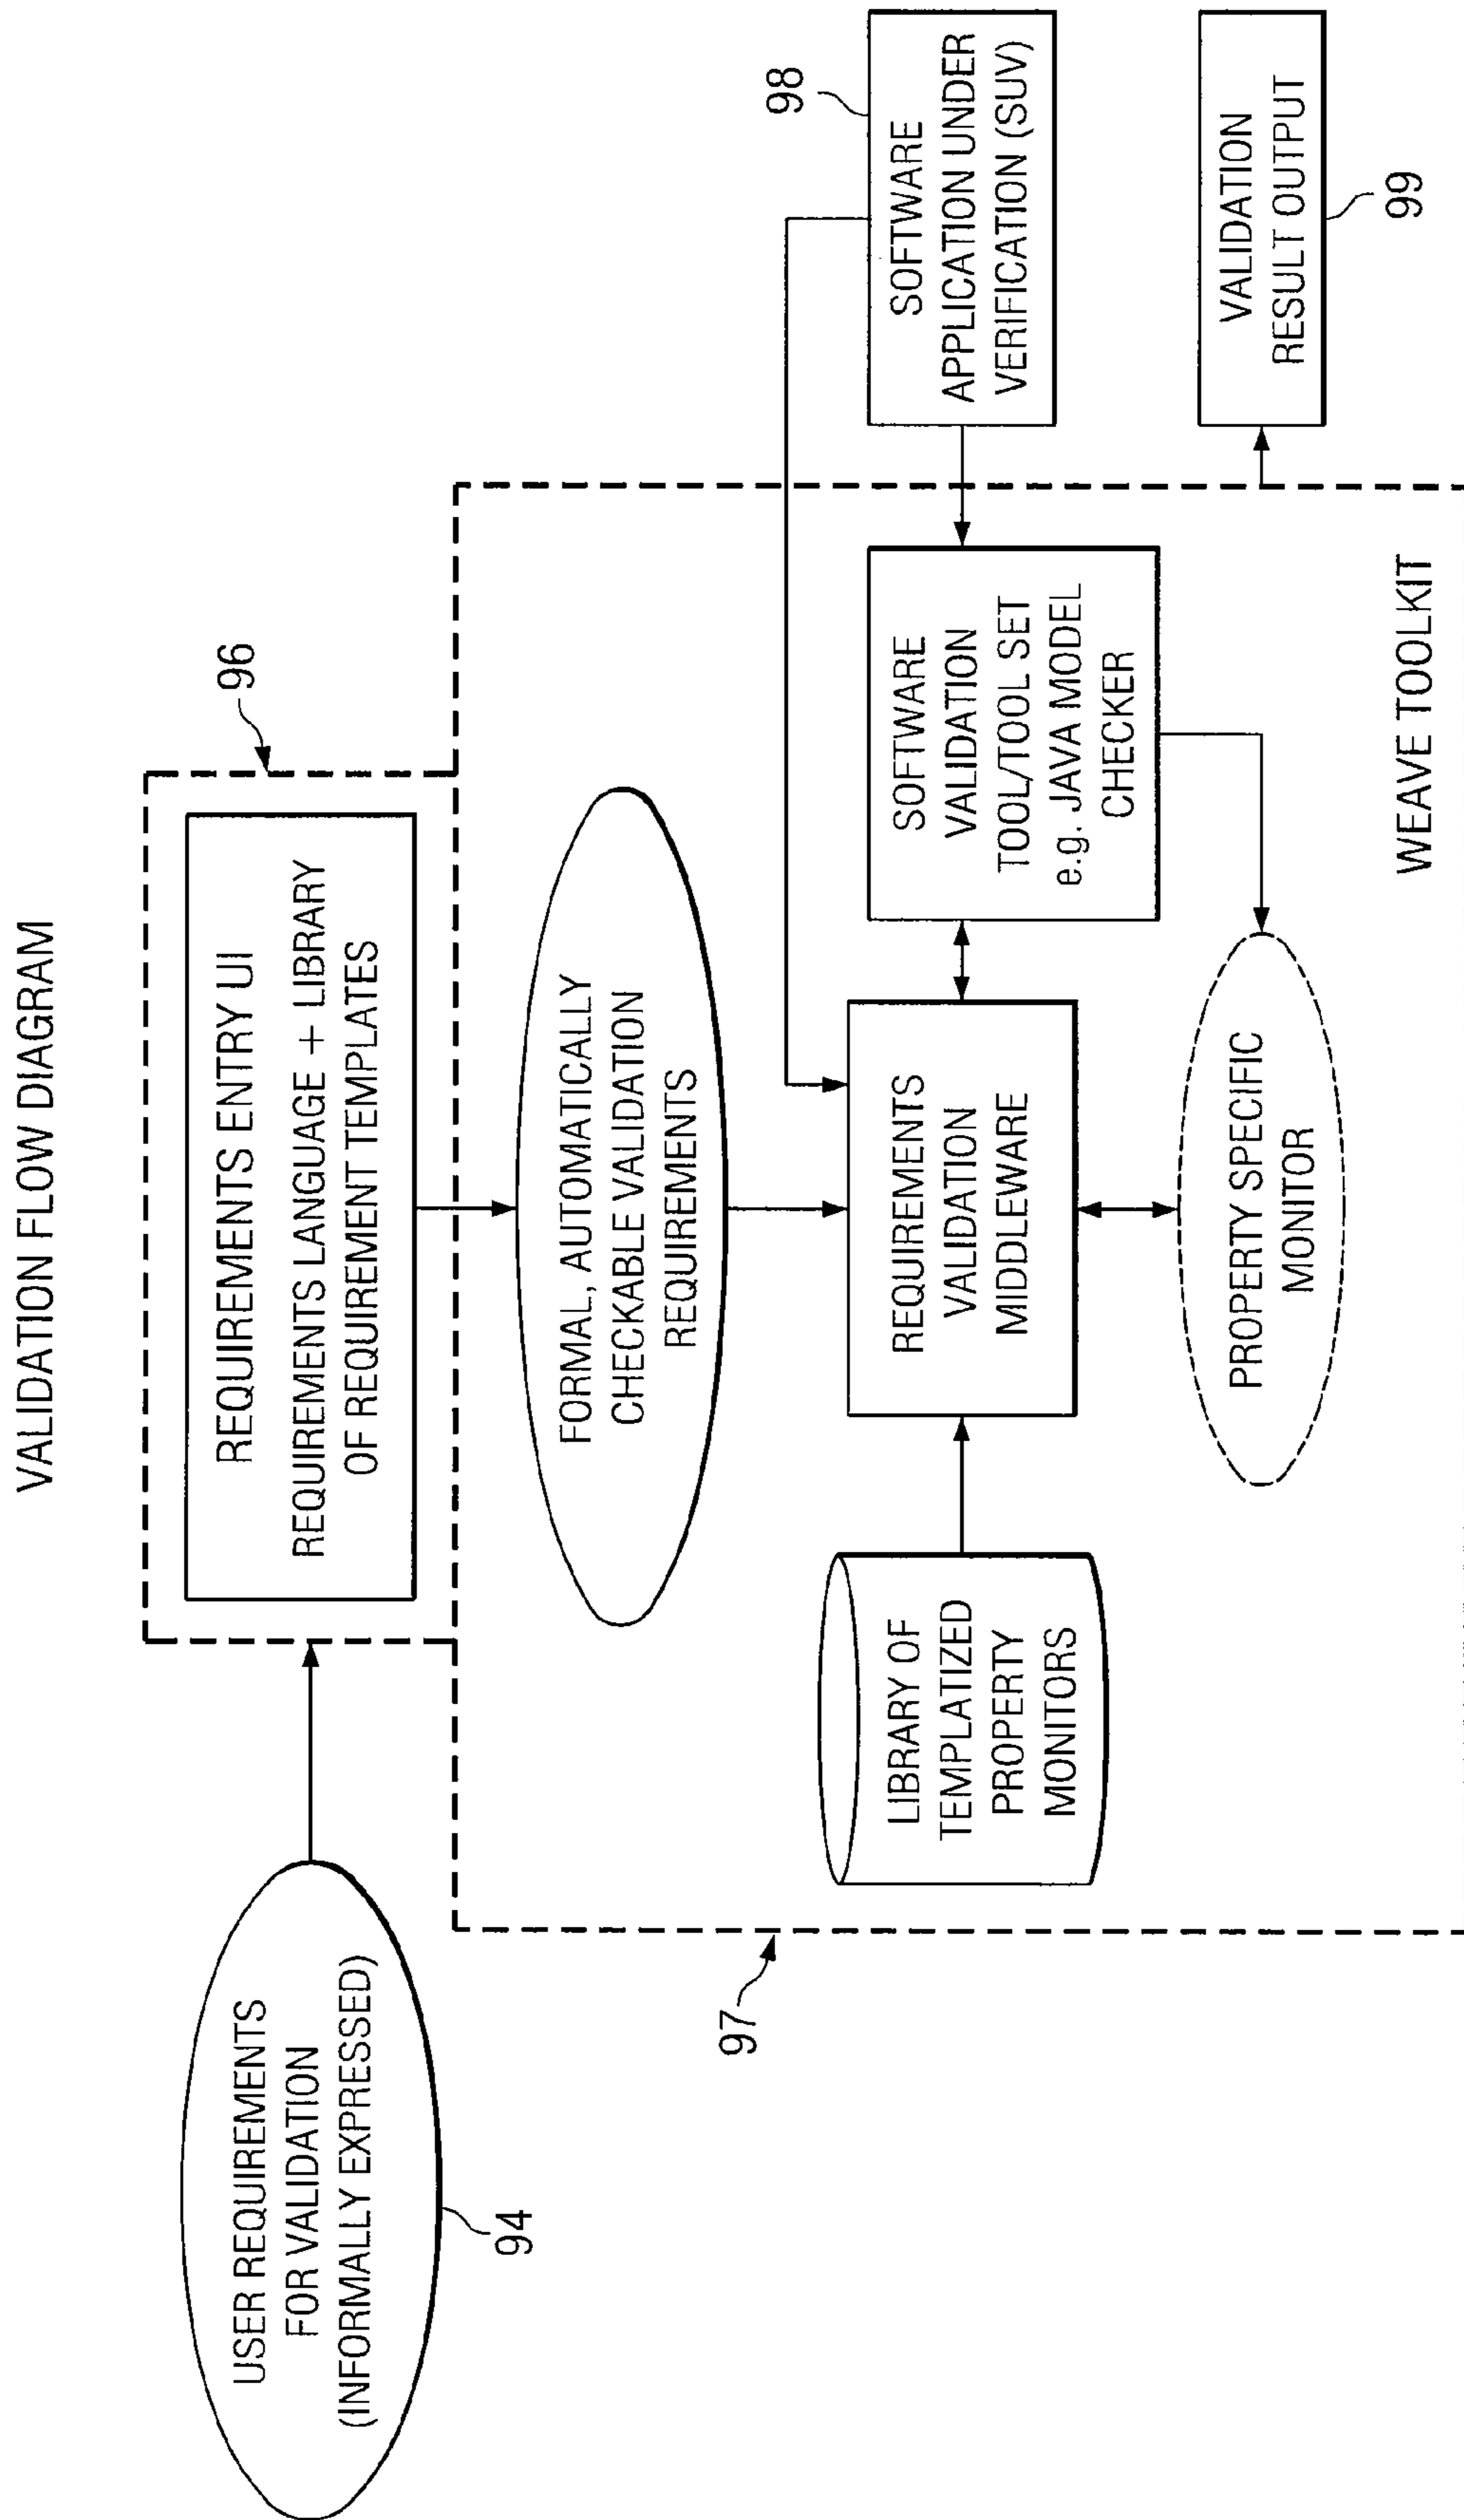 VALIDATION FLOW DIAGRAM
USER REQUIREMENTS
FOR VALIDATION
(INFORMALLY EXPRESSED)
94
REQUIREMENTS ENTRY UI
REQUIREMENTS LANGUAGE + LIBRARY
OF REQUIREMENT TEMPLATES
96
FORMAL, AUTOMATICALLY
CHECKABLE VALIDATION
REQUIREMENTS
97
LIBRARY OF
TEMPLATIZED
PROPERTY
MONITORS
REQUIREMENTS
VALIDATION
MIDDLEWARE
SOFTWARE
VALIDATION
TOOL/TOOL SET
e.g. JAVA MODEL
CHECKER
SOFTWARE
APPLICATION UNDER
VERIFICATION (SUV)
98
PROPERTY SPECIFIC
MONITOR
VALIDATION
RESULT OUTPUT
99
WEAVE TOOLKIT